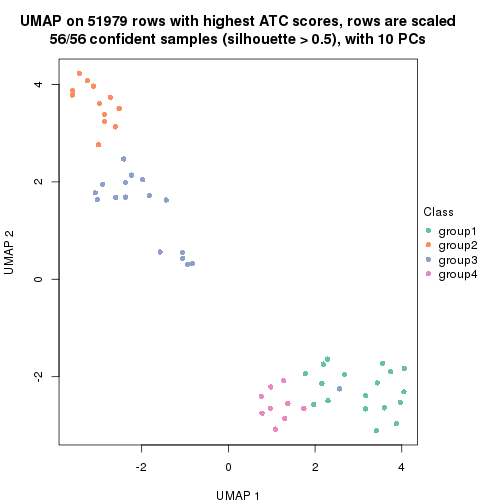 UMAP on 51979 rows with highest ATC scores, rows are scaled
56/56 confident samples (silhouette > 0.5), with 10 PCs
4
2
0
-2
UMAP 2
-2
0
2
4
UMAP 1
Class
group1
group2
group3
group4